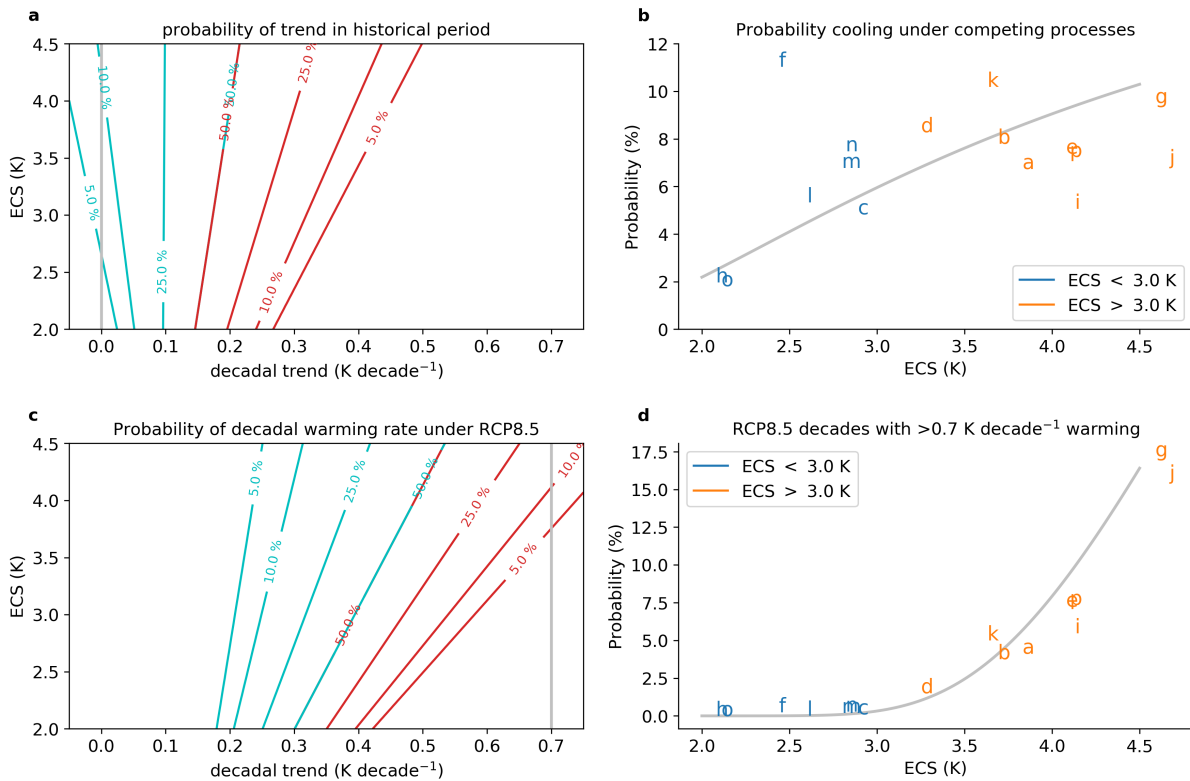 a
probability of trend in historical period
4.5
4.0
3.5
3.0
2.5
2.0
ECS (K)
10.0 %
5.0 %
25.0 %
50.0 %
50.0 %
25.0 %
10.0 %
5.0 %
0.0 0.1 0.2 0.3 0.4 0.5 0.6 0.7
decadal trend (K decade⁻¹)
b
Probability cooling under competing processes
12
10
8
6
4
2
0
Probability (%)
f
k
g
d
b
n
m
a
e
p
j
l
c
i
h
o
ECS < 3.0 K
ECS > 3.0 K
2.0 2.5 3.0 3.5 4.0 4.5
ECS (K)
c
Probability of decadal warming rate under RCP8.5
4.5
4.0
3.5
3.0
2.5
2.0
ECS (K)
5.0 %
10.0 %
25.0 %
50.0 %
50.0 %
25.0 %
10.0 %
5.0 %
0.0 0.1 0.2 0.3 0.4 0.5 0.6 0.7
decadal trend (K decade⁻¹)
d
RCP8.5 decades with >0.7 K decade⁻¹ warming
17.5
15.0
12.5
10.0
7.5
5.0
2.5
0.0
Probability (%)
ECS < 3.0 K
ECS > 3.0 K
g
j
e
p
i
k
b
a
d
h
o
f
l
m
n
c
2.0 2.5 3.0 3.5 4.0 4.5
ECS (K)